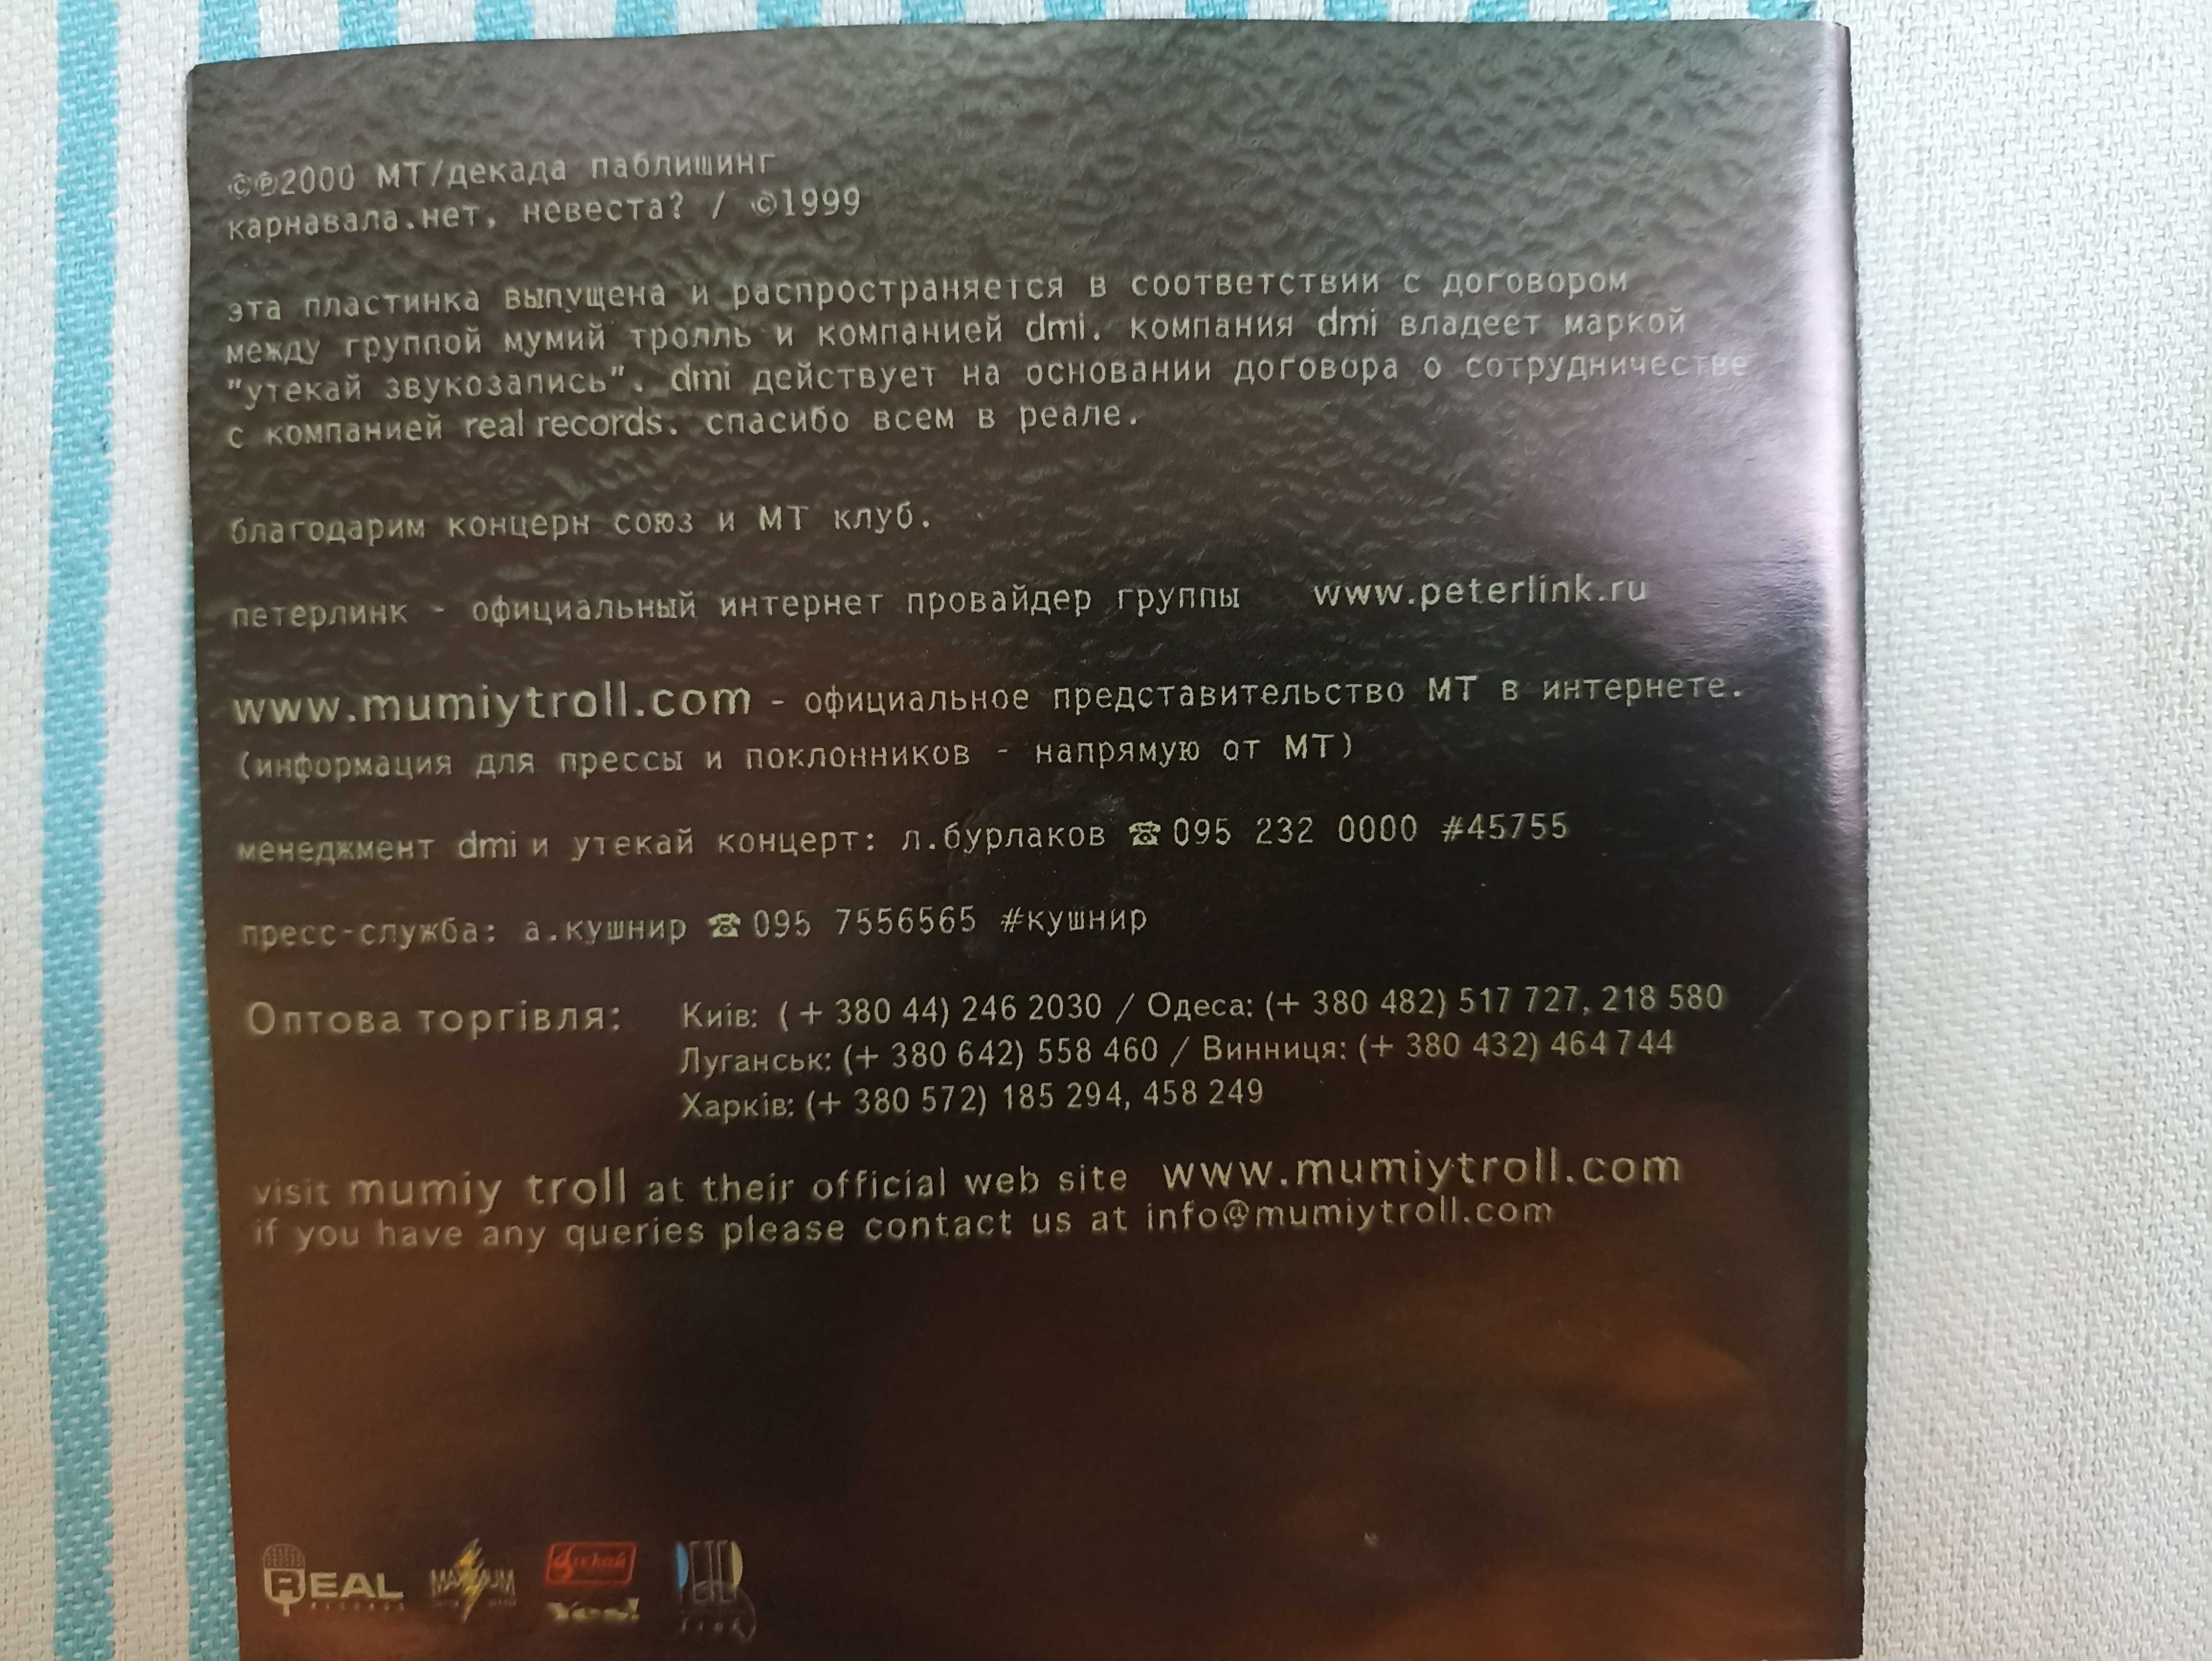 ©℗2000 МТ/декада паблишинг
карнавала.нет, невеста? / ©1999
эта пластинка выпущена и распространяется в соответствии с договором
между группой мумий тролль и компанией dmi. компания dmi владеет маркой
"утекай звукозапись". dmi действует на основании договора о сотрудничестве
с компанией real records. спасибо всем в реале.
благодарим концерн союз и МТ клуб.
петерлинк - официальный интернет провайдер группы www.peterlink.ru
www.mumiytroll.com - официальное представительство МТ в интернете.
(информация для прессы и поклонников - напрямую от МТ)
менеджмент dmi и утекай концерт: л.бурлаков ☎ 095 232 0000 #45755
пресс-служба: а.кушнир ☎ 095 7556565 #кушнир
Оптова торгівля: Київ: ( + 380 44) 246 2030 / Одеса: (+ 380 482) 517 727, 218 580
Луганськ: (+ 380 642) 558 460 / Винниця: (+ 380 432) 464 744
Харків: (+ 380 572) 185 294, 458 249
visit mumiy troll at their official web site www.mumiytroll.com
if you have any queries please contact us at info@mumiytroll.com
REAL RECORDS
Yes!